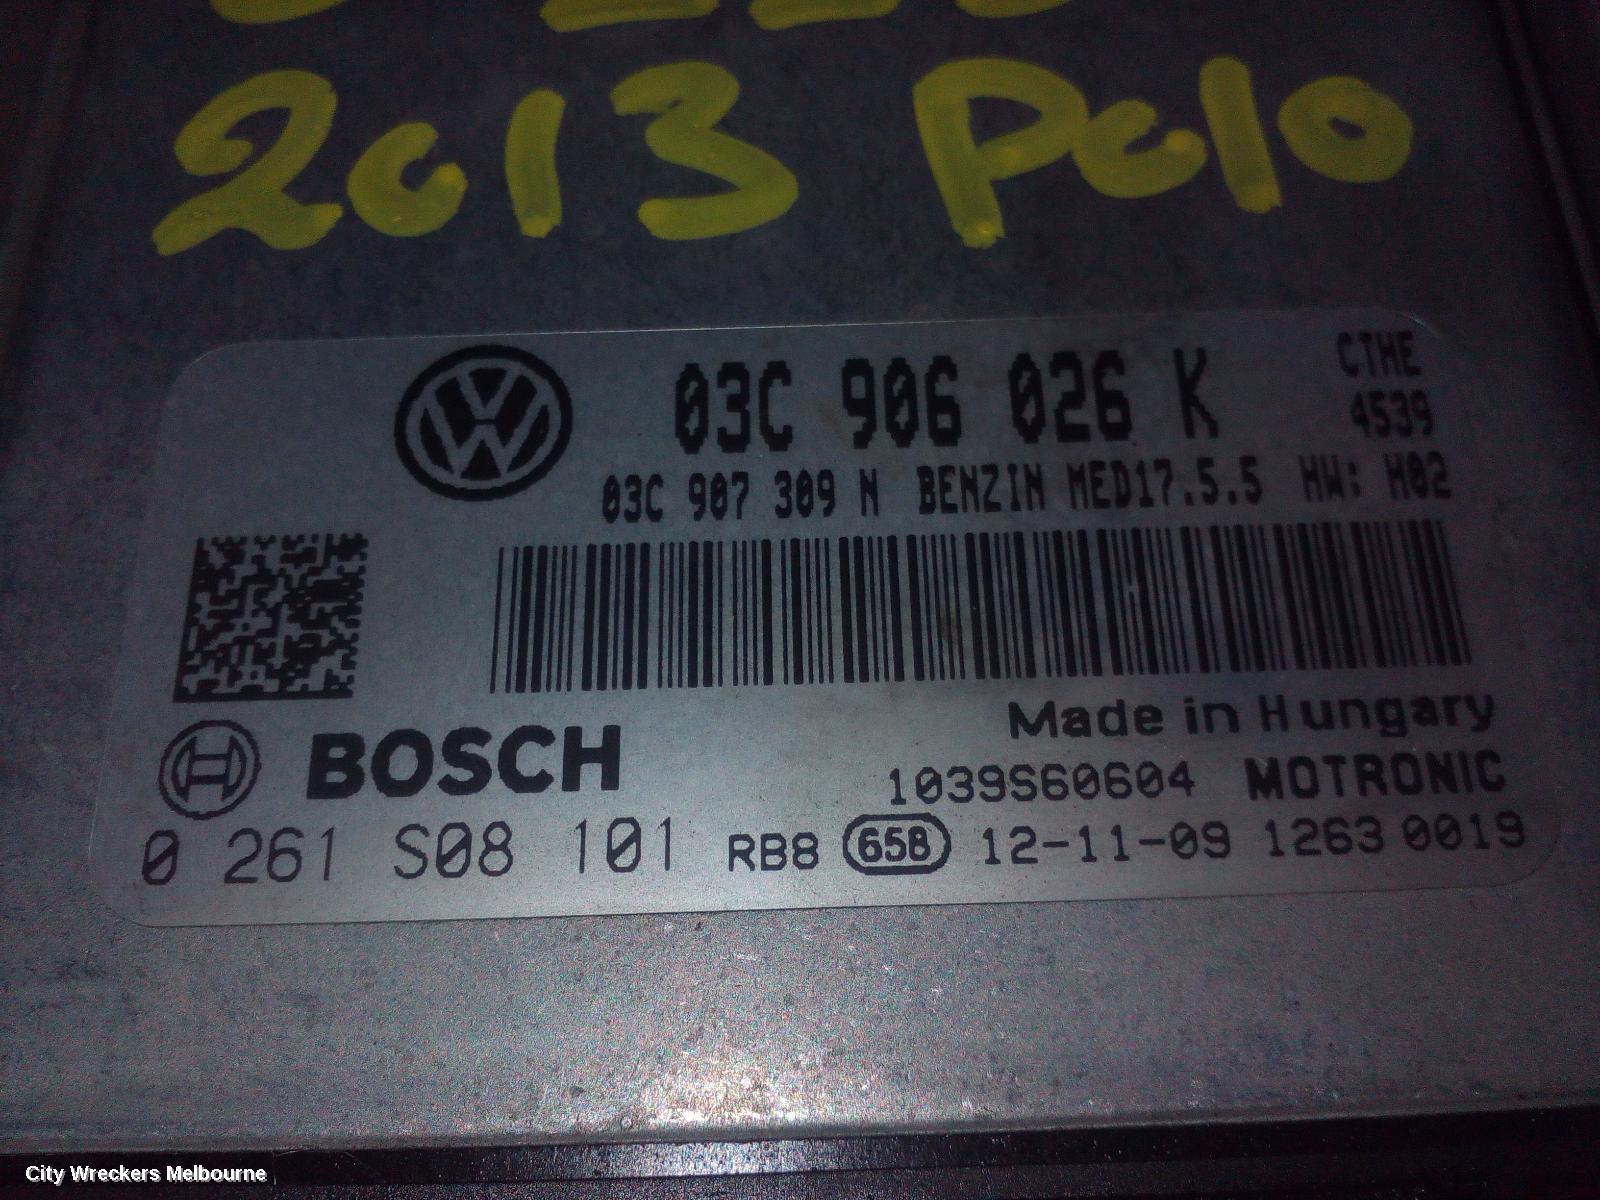 2013 Polo
03C 906 026 K
CTHE
4539
03C 907 309 N BENZIN MED17.5.5 HW: H02
Made in Hungary
BOSCH
1039S60604 MOTRONIC
0 261 S08 101 RB8 658 12-11-09 1263 0019
City Wreckers Melbourne